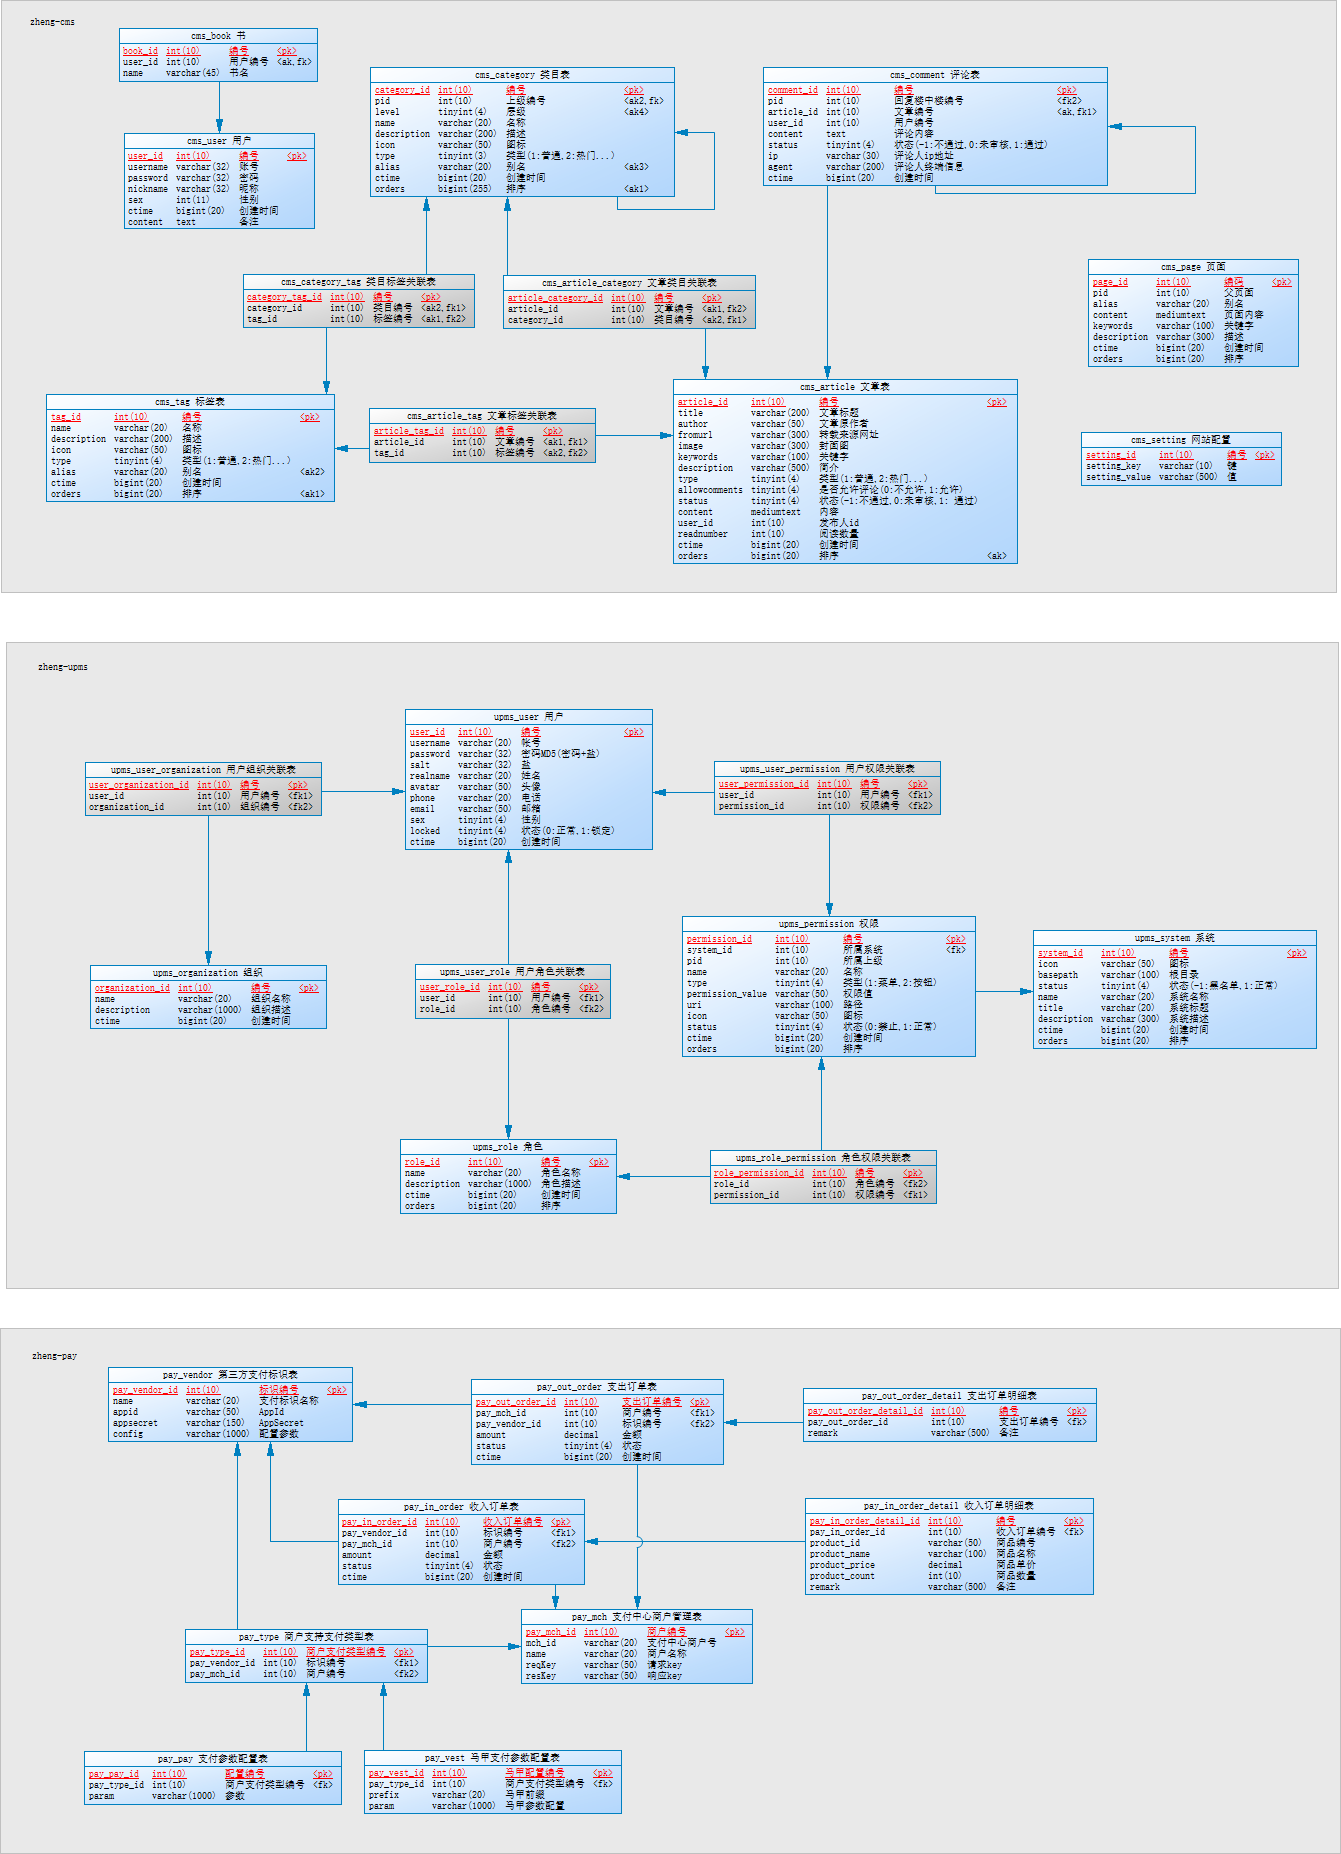 zheng-cms
cms_book 书
book_id int(10) 编号 <pk>
user_id int(10) 用户编号 <ak,fk>
name varchar(45) 书名
cms_user 用户
user_id int(10) 编号 <pk>
username varchar(32) 账号
password varchar(32) 密码
nickname varchar(32) 昵称
sex int(11) 性别
ctime bigint(20) 创建时间
content text 备注
cms_category 类目表
category_id int(10) 编号 <pk>
pid int(10) 上级编号 <ak2,fk>
level tinyint(4) 层级 <ak4>
name varchar(20) 名称
description varchar(200) 描述
icon varchar(50) 图标
type tinyint(3) 类型(1:普通,2:热门...)
alias varchar(20) 别名 <ak3>
ctime bigint(20) 创建时间
orders bigint(255) 排序 <ak1>
cms_comment 评论表
comment_id int(10) 编号 <pk>
pid int(10) 回复楼中楼编号 <fk2>
article_id int(10) 文章编号 <ak,fk1>
user_id int(10) 用户编号
content text 评论内容
status tinyint(4) 状态(-1:不通过,0:未审核,1:通过)
ip varchar(30) 评论人ip地址
agent varchar(200) 评论人终端信息
ctime bigint(20) 创建时间
cms_category_tag 类目标签关联表
category_tag_id int(10) 编号 <pk>
category_id int(10) 类目编号 <ak2,fk1>
tag_id int(10) 标签编号 <ak1,fk2>
cms_article_category 文章类目关联表
article_category_id int(10) 编号 <pk>
article_id int(10) 文章编号 <ak1,fk2>
category_id int(10) 类目编号 <ak2,fk1>
cms_page 页面
page_id int(10) 编码 <pk>
pid int(10) 父页面
alias varchar(20) 别名
content mediumtext 页面内容
keywords varchar(100) 关键字
description varchar(300) 描述
ctime bigint(20) 创建时间
orders bigint(20) 排序
cms_tag 标签表
tag_id int(10) 编号 <pk>
name varchar(20) 名称
description varchar(200) 描述
icon varchar(50) 图标
type tinyint(4) 类型(1:普通,2:热门...)
alias varchar(20) 别名 <ak2>
ctime bigint(20) 创建时间
orders bigint(20) 排序 <ak1>
cms_article_tag 文章标签关联表
article_tag_id int(10) 编号 <pk>
article_id int(10) 文章编号 <ak1,fk1>
tag_id int(10) 标签编号 <ak2,fk2>
cms_article 文章表
article_id int(10) 编号 <pk>
title varchar(200) 文章标题
author varchar(50) 文章原作者
fromurl varchar(300) 转载来源网址
image varchar(300) 封面图
keywords varchar(100) 关键字
description varchar(500) 简介
type tinyint(4) 类型(1:普通,2:热门...)
allowcomments tinyint(4) 是否允许评论(0:不允许,1:允许)
status tinyint(4) 状态(-1:不通过,0:未审核,1: 通过)
content mediumtext 内容
user_id int(10) 发布人id
readnumber int(10) 阅读数量
ctime bigint(20) 创建时间
orders bigint(20) 排序 <ak>
cms_setting 网站配置
setting_id int(10) 编号 <pk>
setting_key varchar(10) 键
setting_value varchar(500) 值
zheng-upms
upms_user 用户
user_id int(10) 编号 <pk>
username varchar(20) 帐号
password varchar(32) 密码MD5(密码+盐)
salt varchar(32) 盐
realname varchar(20) 姓名
avatar varchar(50) 头像
phone varchar(20) 电话
email varchar(50) 邮箱
sex tinyint(4) 性别
locked tinyint(4) 状态(0:正常,1:锁定)
ctime bigint(20) 创建时间
upms_user_organization 用户组织关联表
user_organization_id int(10) 编号 <pk>
user_id int(10) 用户编号 <fk1>
organization_id int(10) 组织编号 <fk2>
upms_user_permission 用户权限关联表
user_permission_id int(10) 编号 <pk>
user_id int(10) 用户编号 <fk1>
permission_id int(10) 权限编号 <fk2>
upms_organization 组织
organization_id int(10) 编号 <pk>
name varchar(20) 组织名称
description varchar(1000) 组织描述
ctime bigint(20) 创建时间
upms_user_role 用户角色关联表
user_role_id int(10) 编号 <pk>
user_id int(10) 用户编号 <fk1>
role_id int(10) 角色编号 <fk2>
upms_permission 权限
permission_id int(10) 编号 <pk>
system_id int(10) 所属系统 <fk>
pid int(10) 所属上级
name varchar(20) 名称
type tinyint(4) 类型(1:菜单,2:按钮)
permission_value varchar(50) 权限值
uri varchar(100) 路径
icon varchar(50) 图标
status tinyint(4) 状态(0:禁止,1:正常)
ctime bigint(20) 创建时间
orders bigint(20) 排序
upms_system 系统
system_id int(10) 编号 <pk>
icon varchar(50) 图标
basepath varchar(100) 根目录
status tinyint(4) 状态(-1:黑名单,1:正常)
name varchar(20) 系统名称
title varchar(20) 系统标题
description varchar(300) 系统描述
ctime bigint(20) 创建时间
orders bigint(20) 排序
upms_role 角色
role_id int(10) 编号 <pk>
name varchar(20) 角色名称
description varchar(1000) 角色描述
ctime bigint(20) 创建时间
orders bigint(20) 排序
upms_role_permission 角色权限关联表
role_permission_id int(10) 编号 <pk>
role_id int(10) 角色编号 <fk2>
permission_id int(10) 权限编号 <fk1>
zheng-pay
pay_vendor 第三方支付标识表
pay_vendor_id int(10) 标识编号 <pk>
name varchar(20) 支付标识名称
appid varchar(50) AppId
appsecret varchar(150) AppSecret
config varchar(1000) 配置参数
pay_out_order 支出订单表
pay_out_order_id int(10) 支出订单编号 <pk>
pay_mch_id int(10) 商户编号 <fk1>
pay_vendor_id int(10) 标识编号 <fk2>
amount decimal 金额
status tinyint(4) 状态
ctime bigint(20) 创建时间
pay_out_order_detail 支出订单明细表
pay_out_order_detail_id int(10) 编号 <pk>
pay_out_order_id int(10) 支出订单编号 <fk>
remark varchar(500) 备注
pay_in_order 收入订单表
pay_in_order_id int(10) 收入订单编号 <pk>
pay_vendor_id int(10) 标识编号 <fk1>
pay_mch_id int(10) 商户编号 <fk2>
amount decimal 金额
status tinyint(4) 状态
ctime bigint(20) 创建时间
pay_in_order_detail 收入订单明细表
pay_in_order_detail_id int(10) 编号 <pk>
pay_in_order_id int(10) 收入订单编号 <fk>
product_id varchar(50) 商品编号
product_name varchar(100) 商品名称
product_price decimal 商品单价
product_count int(10) 商品数量
remark varchar(500) 备注
pay_mch 支付中心商户管理表
pay_mch_id int(10) 商户编号 <pk>
mch_id varchar(20) 支付中心商户号
name varchar(20) 商户名称
reqKey varchar(50) 请求key
resKey varchar(50) 响应key
pay_type 商户支持支付类型表
pay_type_id int(10) 商户支付类型编号 <pk>
pay_vendor_id int(10) 标识编号 <fk1>
pay_mch_id int(10) 商户编号 <fk2>
pay_pay 支付参数配置表
pay_pay_id int(10) 配置编号 <pk>
pay_type_id int(10) 商户支付类型编号 <fk>
param varchar(1000) 参数
pay_vest 马甲支付参数配置表
pay_vest_id int(10) 马甲配置编号 <pk>
pay_type_id int(10) 商户支付类型编号 <fk>
prefix varchar(20) 马甲前缀
param varchar(1000) 马甲参数配置